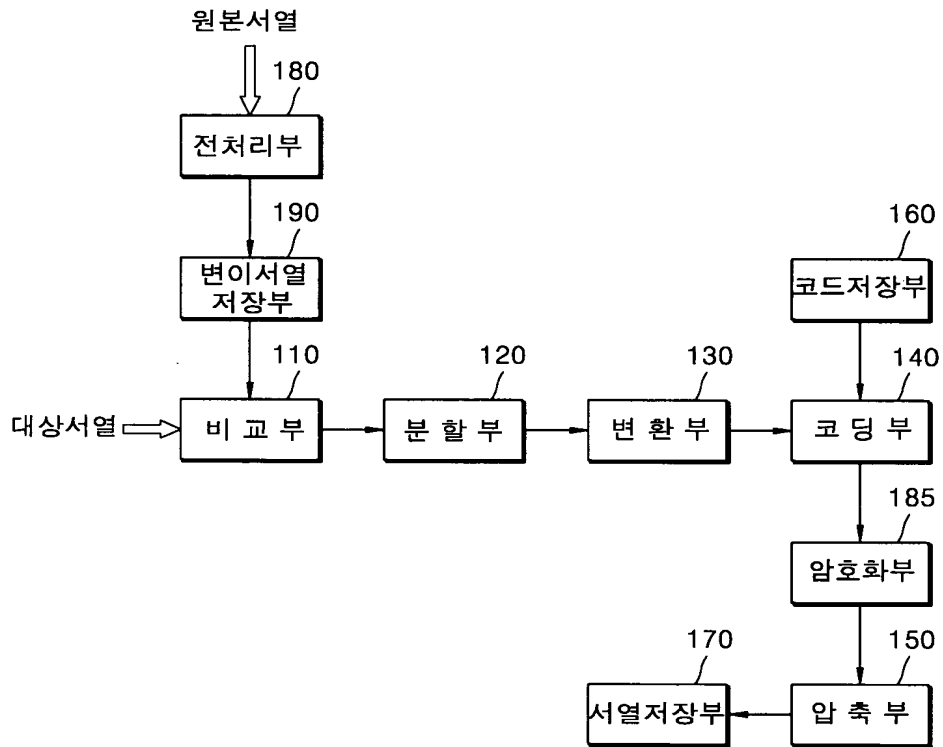 원본서열
180
전처리부
190
변이서열
저장부
160
코드저장부
110
120
130
140
대상서열
비교부
분할부
변환부
코딩부
185
암호화부
170
150
서열저장부
압축부